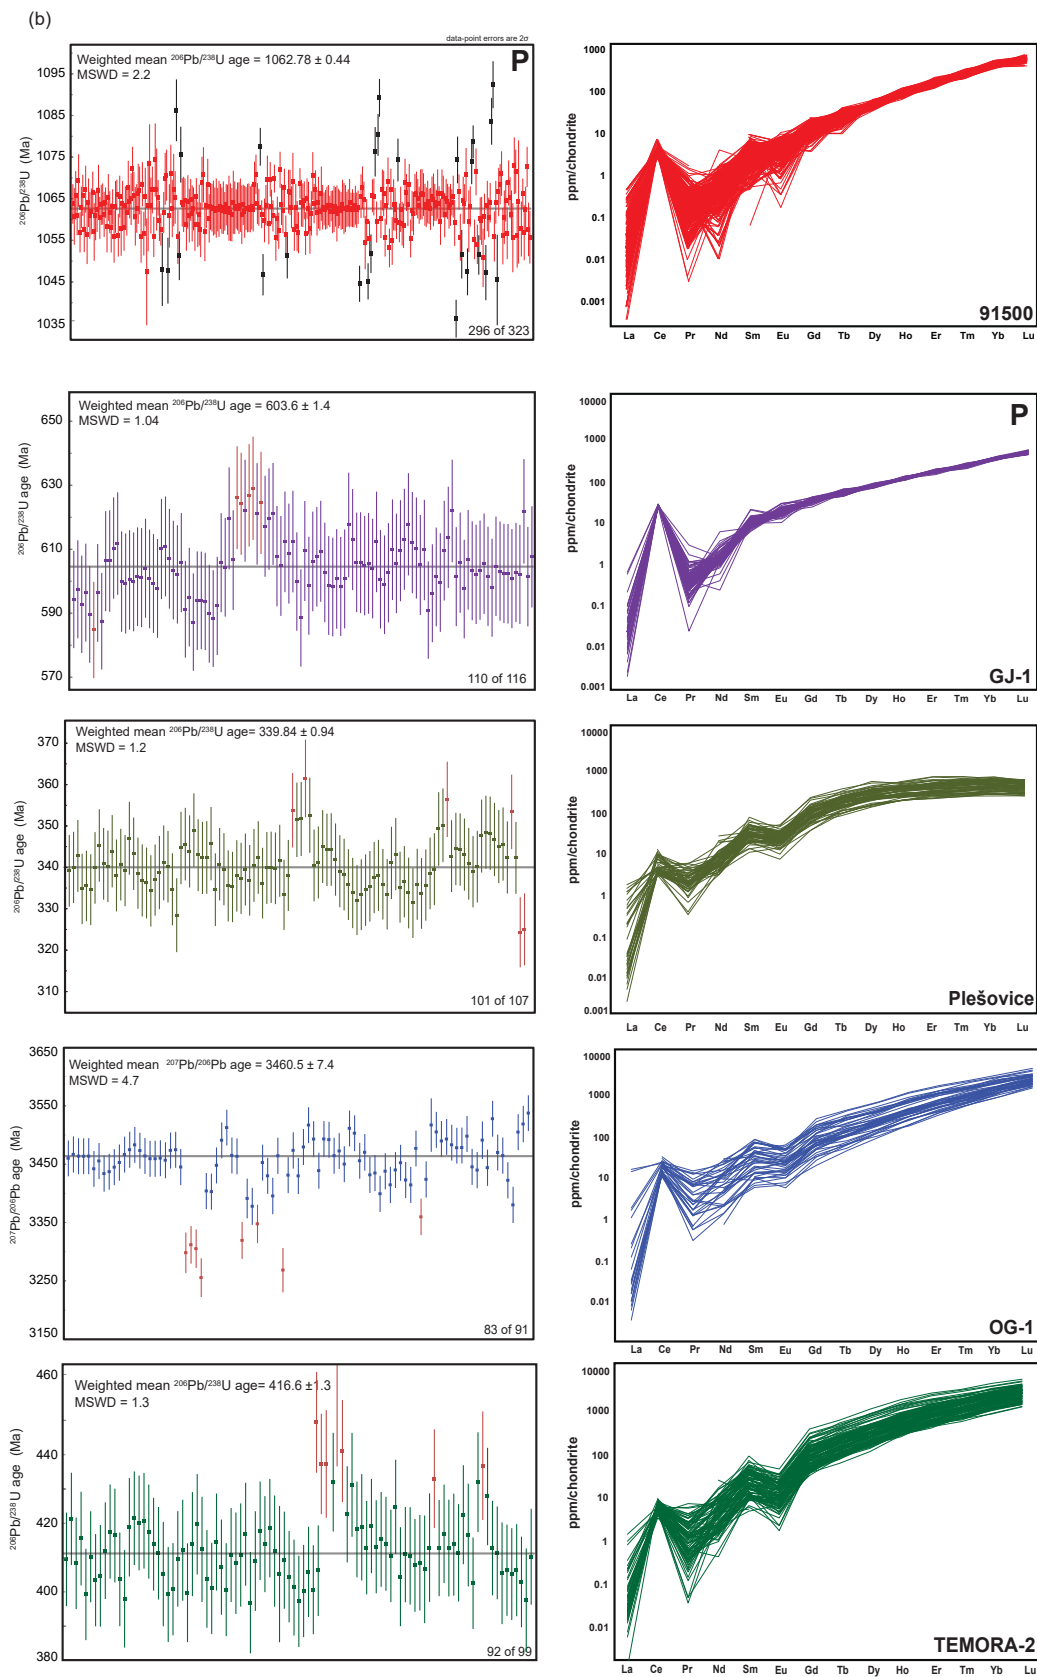 (b)
data-point errors are 2σ
Weighted mean ²⁰⁶Pb/²³⁸U age = 1062.78 ± 0.44
MSWD = 2.2
P
1095
1085
1075
1065
1055
1045
1035
²⁰⁶Pb/²³⁸U (Ma)
296 of 323
1000
100
10
1
0.1
0.01
0.001
ppm/chondrite
91500
La Ce Pr Nd Sm Eu Gd Tb Dy Ho Er Tm Yb Lu
Weighted mean ²⁰⁶Pb/²³⁸U age = 603.6 ± 1.4
MSWD = 1.04
650
630
610
590
570
²⁰⁶Pb/²³⁸U age (Ma)
110 of 116
P
10000
1000
100
10
1
0.1
0.01
0.001
ppm/chondrite
GJ-1
La Ce Pr Nd Sm Eu Gd Tb Dy Ho Er Tm Yb Lu
Weighted mean ²⁰⁶Pb/²³⁸U age= 339.84 ± 0.94
MSWD = 1.2
370
360
350
340
330
320
310
²⁰⁶Pb/²³⁸U age (Ma)
101 of 107
10000
1000
100
10
1
0.1
0.01
0.001
ppm/chondrite
Plešovice
La Ce Pr Nd Sm Eu Gd Tb Dy Ho Er Tm Yb Lu
Weighted mean ²⁰⁷Pb/²⁰⁶Pb age = 3460.5 ± 7.4
MSWD = 4.7
3650
3550
3450
3350
3250
3150
²⁰⁷Pb/²⁰⁶Pb age (Ma)
83 of 91
10000
1000
100
10
1
0.1
0.01
ppm/chondrite
OG-1
La Ce Pr Nd Sm Eu Gd Tb Dy Ho Er Tm Yb Lu
Weighted mean ²⁰⁶Pb/²³⁸U age= 416.6 ±1.3
MSWD = 1.3
460
440
420
400
380
²⁰⁶Pb/²³⁸U age (Ma)
92 of 99
10000
1000
100
10
1
0.1
0.01
ppm/chondrite
TEMORA-2
La Ce Pr Nd Sm Eu Gd Tb Dy Ho Er Tm Yb Lu